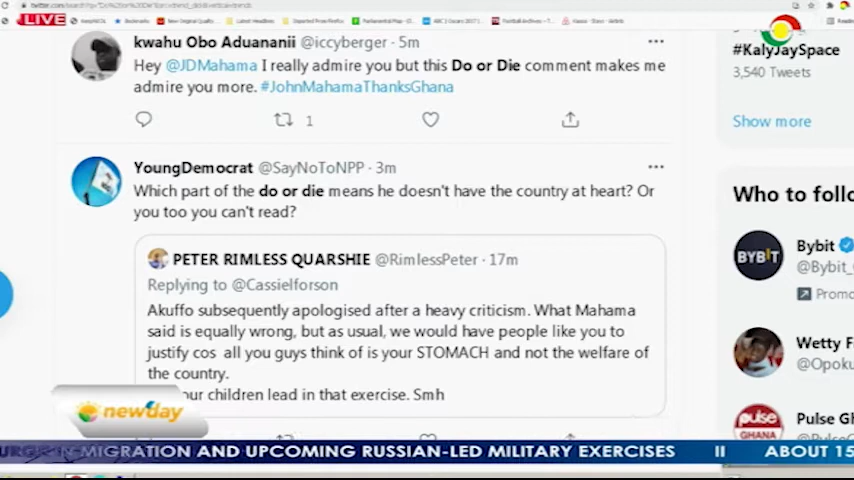 LIVE
kwahu Obo Aduananii @iccyberger · 5m
Hey @JDMahama I really admire you but this Do or Die comment makes me
admire you more. #JohnMahamaThanksGhana
1
YoungDemocrat @SayNoToNPP · 3m
Which part of the do or die means he doesn't have the country at heart? Or
you too you can't read?
PETER RIMLESS QUARSHIE @RimlessPeter · 17m
Replying to @Cassielforson
Akuffo subsequently apologised after a heavy criticism. What Mahama
said is equally wrong, but as usual, we would have people like you to
justify cos all you guys think of is your STOMACH and not the welfare of
the country.
our children lead in that exercise. Smh
#KalyJaySpace
3,540 Tweets
Show more
Who to follo
BYBIT
Bybit
@Bybit_
Promo
Wetty F
@Opoku
pulse
GHANA
Pulse G
newday
MIGRATION AND UPCOMING RUSSIAN-LED MILITARY EXERCISES
ABOUT 15